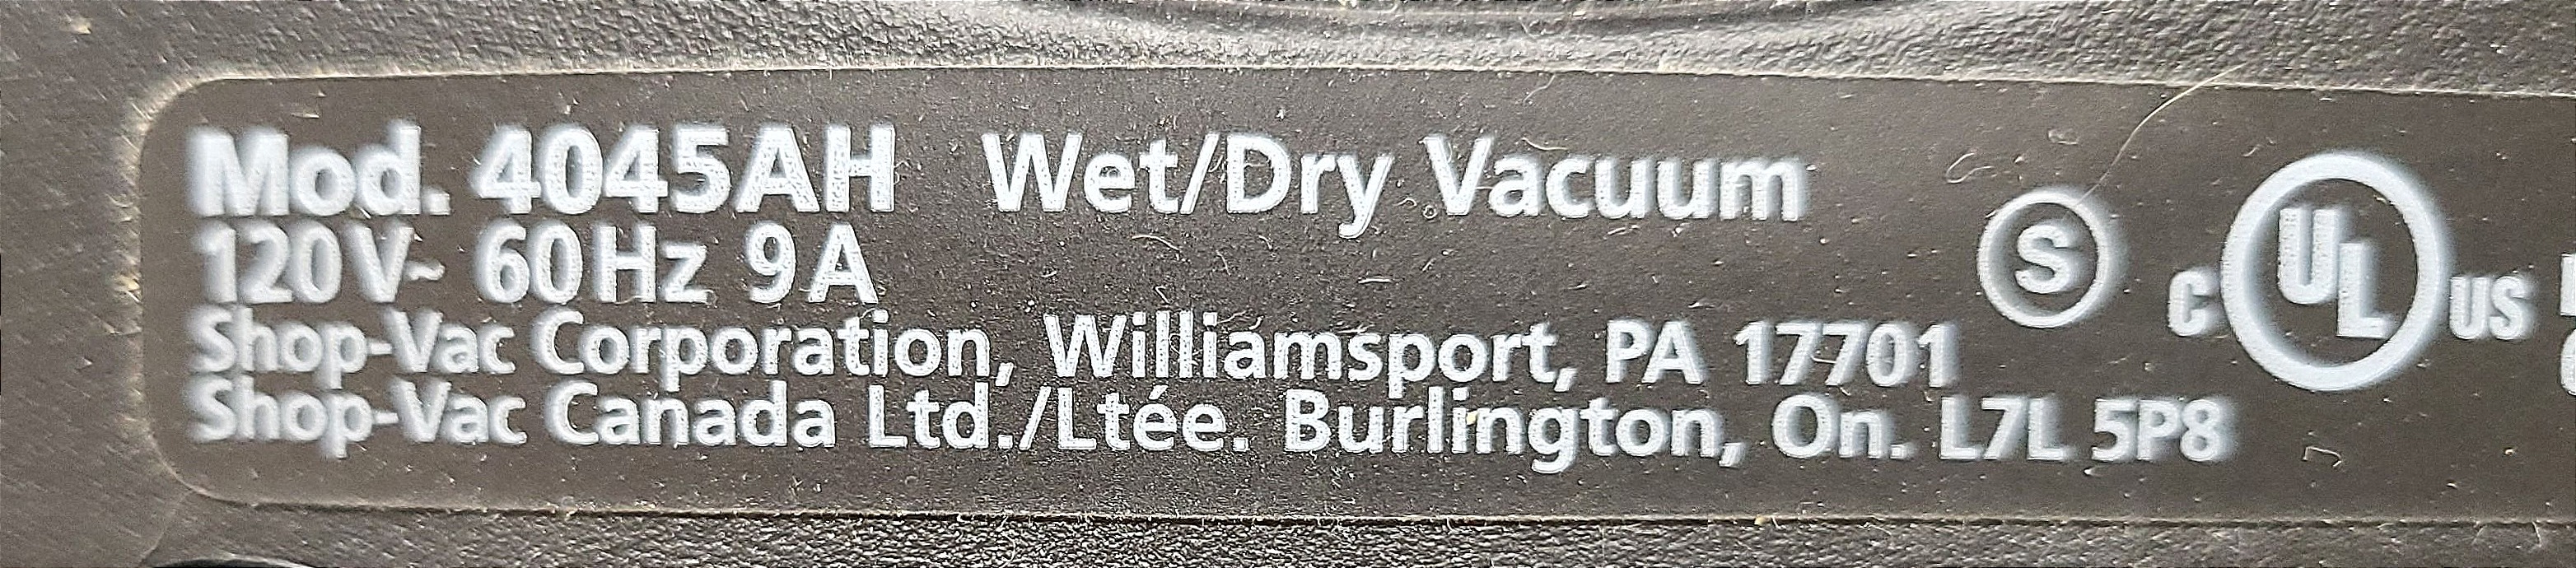 Mod. 4045AH Wet/Dry Vacuum
120V~ 60Hz 9A
Shop-Vac Corporation, Williamsport, PA 17701
Shop-Vac Canada Ltd./Ltée. Burlington, On. L7L 5P8
S
C UL US